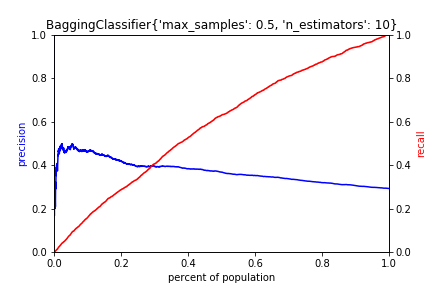 BaggingClassifier{'max_samples': 0.5, 'n_estimators': 10}
1.0
0.8
0.6
0.4
0.2
0.0
precision
1.0
0.8
0.6
0.4
0.2
0.0
recall
0.0 0.2 0.4 0.6 0.8 1.0
percent of population